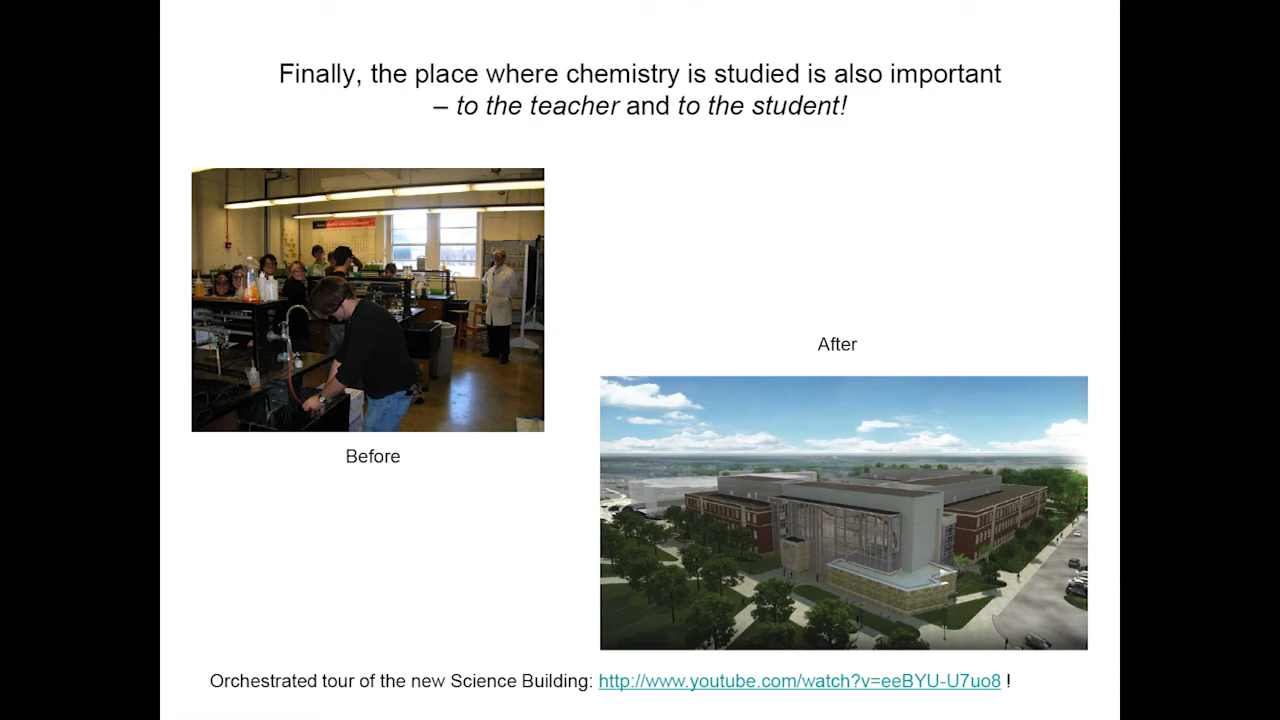 Finally, the place where chemistry is studied is also important
– to the teacher and to the student!
Before
After
Orchestrated tour of the new Science Building: http://www.youtube.com/watch?v=eeBYU-U7uo8 !